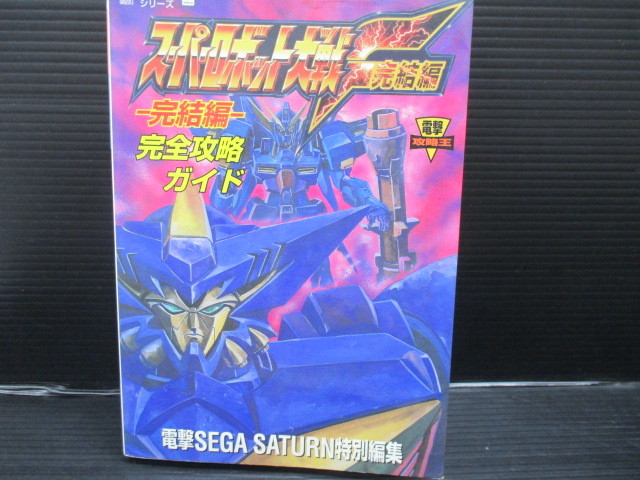 シリーズ
スーパーロボット大戦F完結編
-完結編-
完全攻略
ガイド
電撃
攻略王
電撃SEGA SATURN特別編集